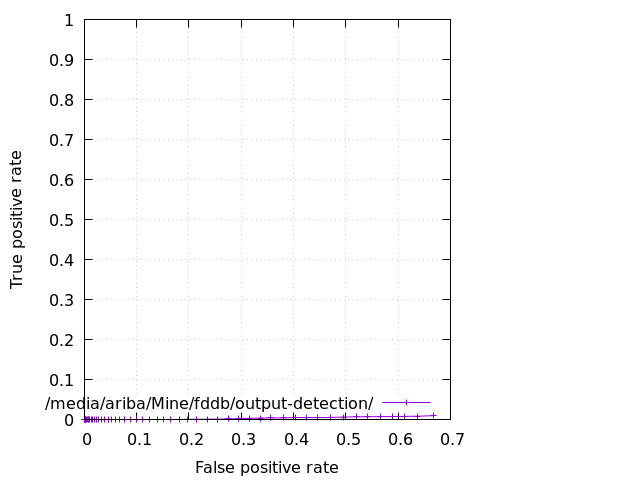 1
0.9
0.8
0.7
0.6
0.5
0.4
0.3
0.2
0.1
0
True positive rate
/media/ariba/Mine/fddb/output-detection/
0 0.1 0.2 0.3 0.4 0.5 0.6 0.7
False positive rate